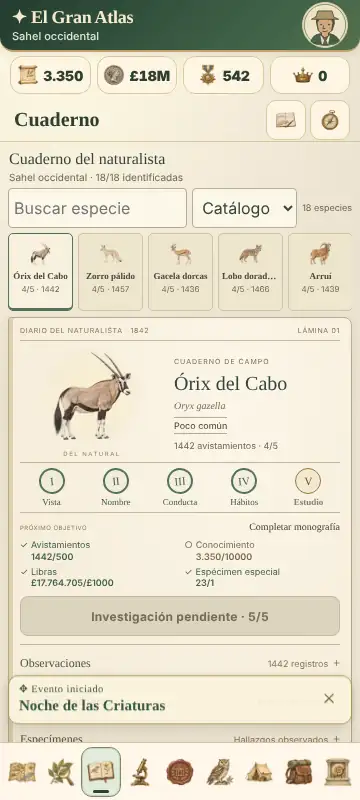 ✦ El Gran Atlas
Sahel occidental
3.350
£18M
542
0
Cuaderno
Cuaderno del naturalista
Sahel occidental · 18/18 identificadas
Buscar especie
Catálogo
18 especies
Órix del Cabo
4/5 · 1442
Zorro pálido
4/5 · 1457
Gacela dorcas
4/5 · 1436
Lobo dorad…
4/5 · 1466
Arruí
4/5 · 1439
DIARIO DEL NATURALISTA 1842
LÁMINA 01
CUADERNO DE CAMPO
Órix del Cabo
Oryx gazella
Poco común
1442 avistamientos · 4/5
DEL NATURAL
I
Vista
II
Nombre
III
Conducta
IV
Hábitos
V
Estudio
PRÓXIMO OBJETIVO
Completar monografía
✓ Avistamientos
1442/500
○ Conocimiento
3.350/10000
✓ Libras
£17.764.705/£1000
✓ Espécimen especial
23/1
Investigación pendiente · 5/5
Observaciones
1442 registros +
✥ Evento iniciado
Noche de las Criaturas
×
Especímenes
Hallazgos observados +